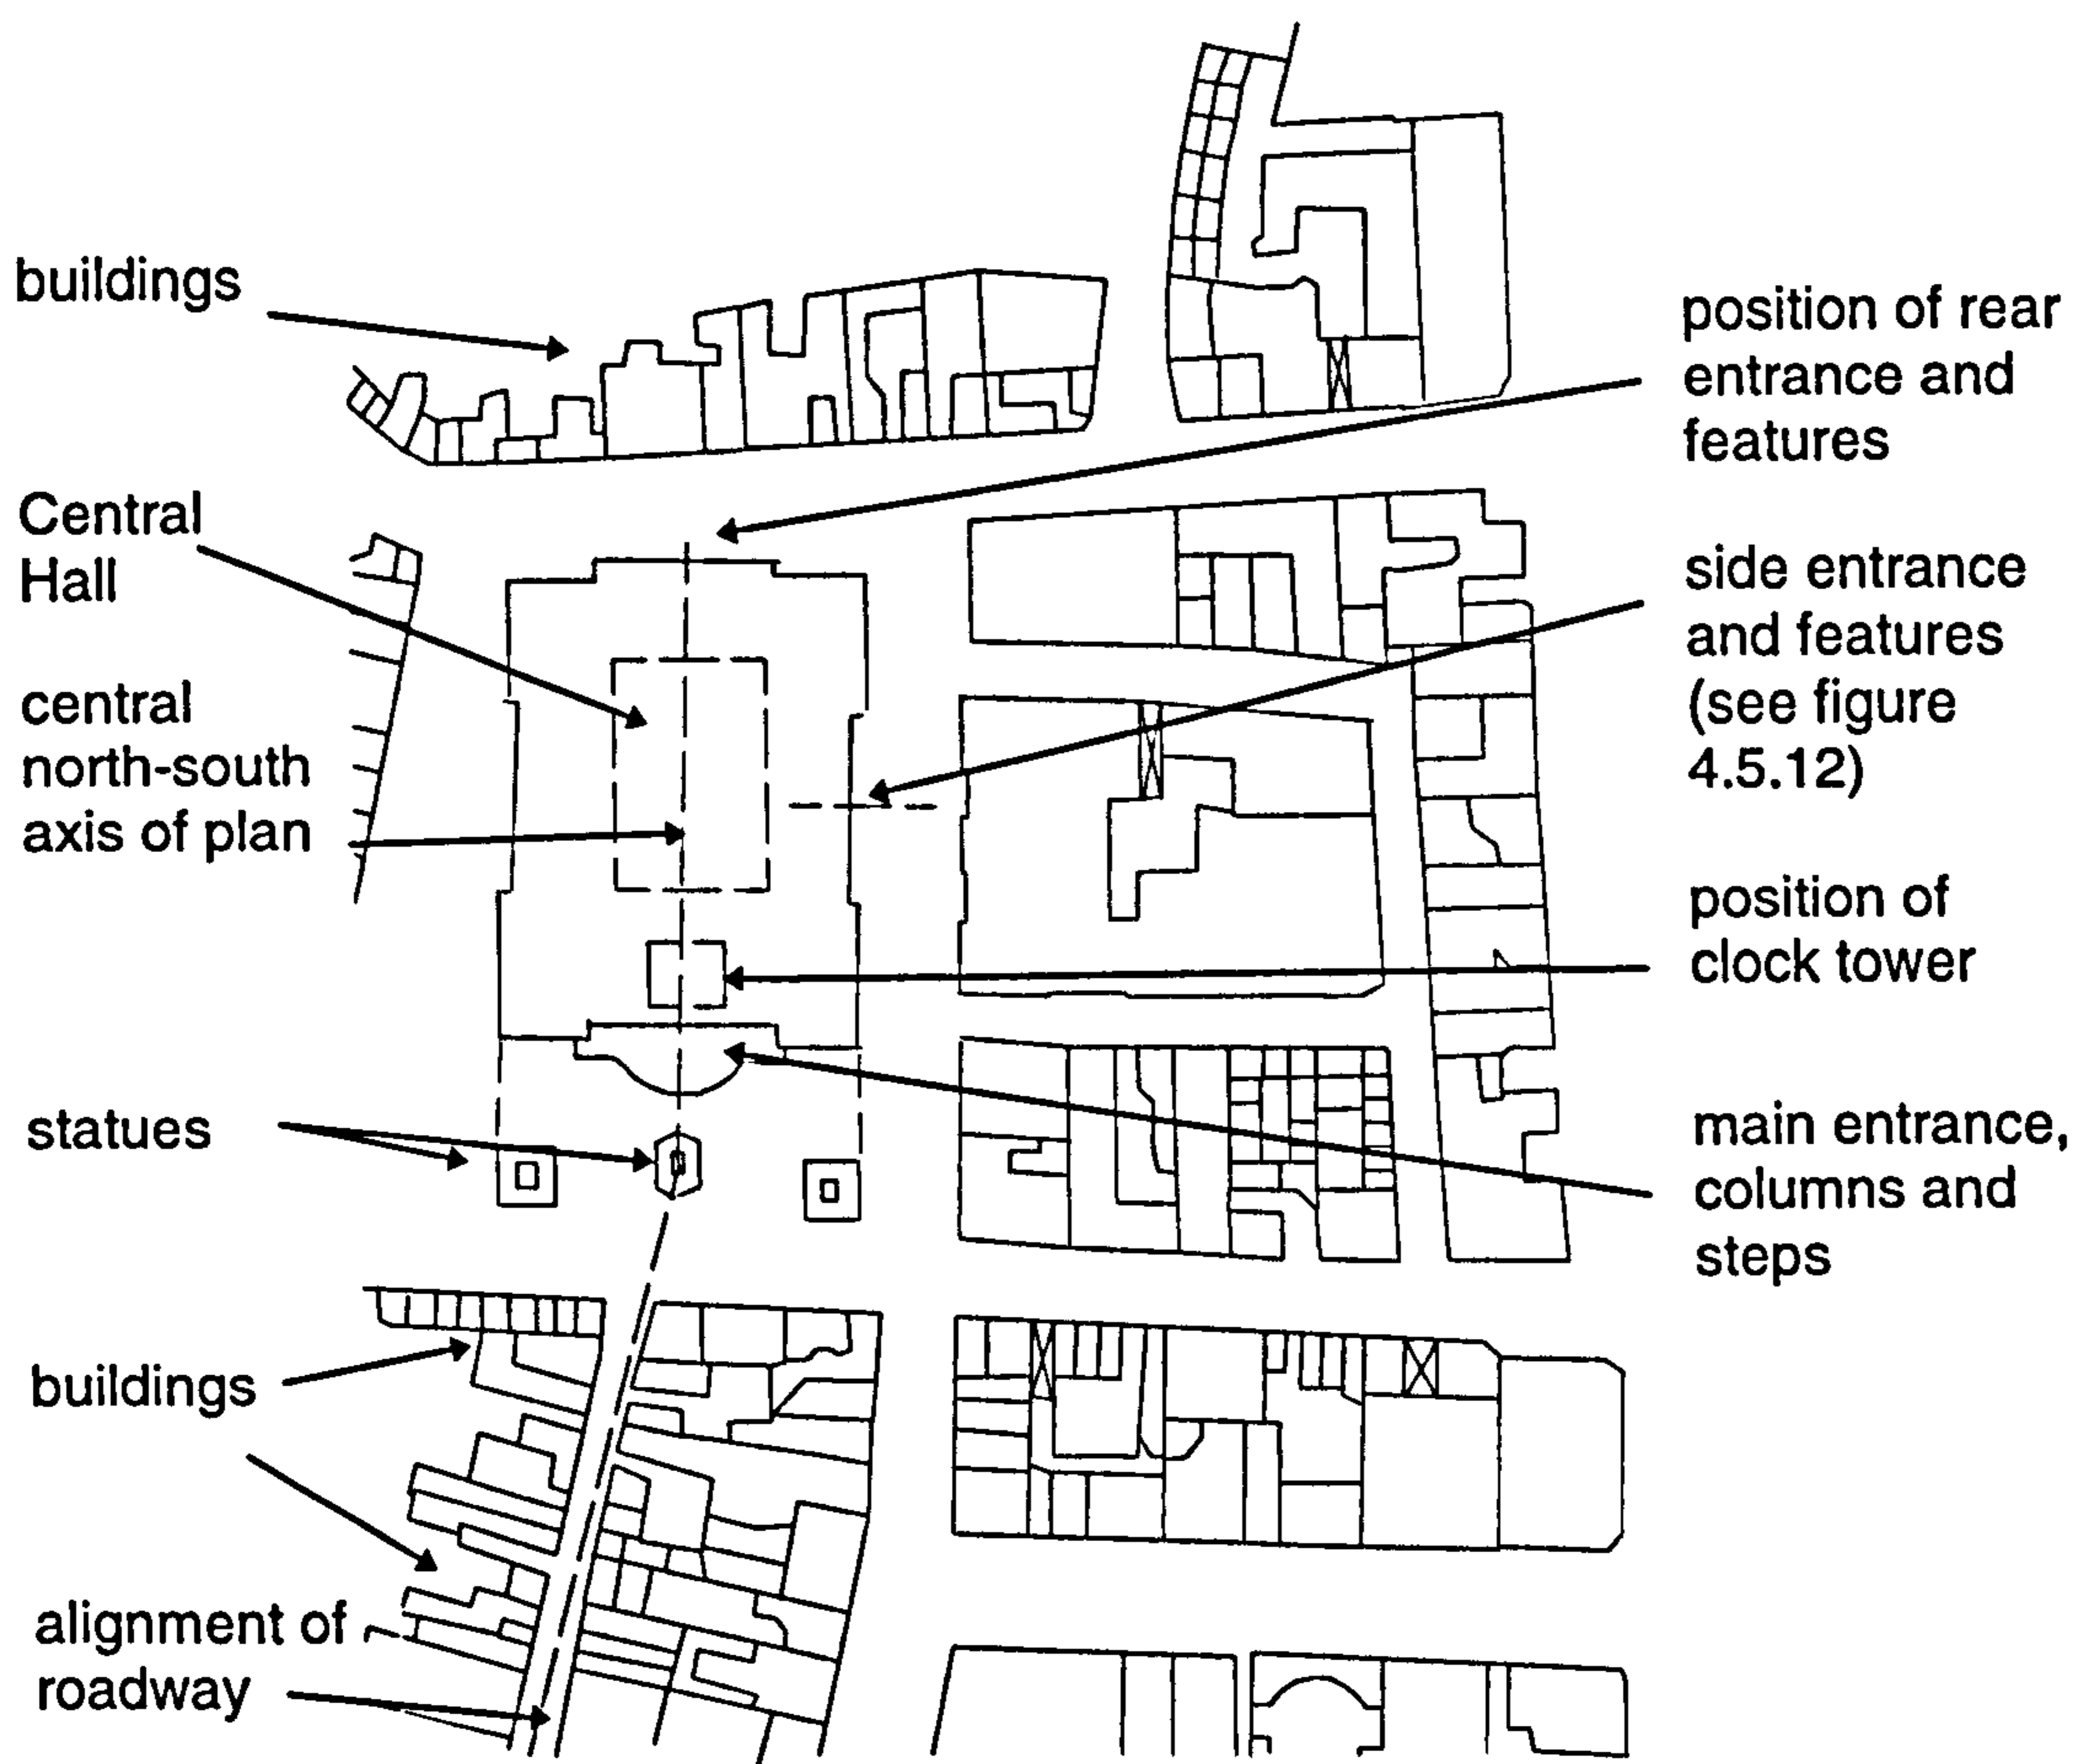 buildings
Central
Hall
central
north-south
axis of plan
statues
buildings
alignment of
roadway
position of rear
entrance and
features
side entrance
and features
(see figure
4.5.12)
position of
clock tower
main entrance,
columns and
steps